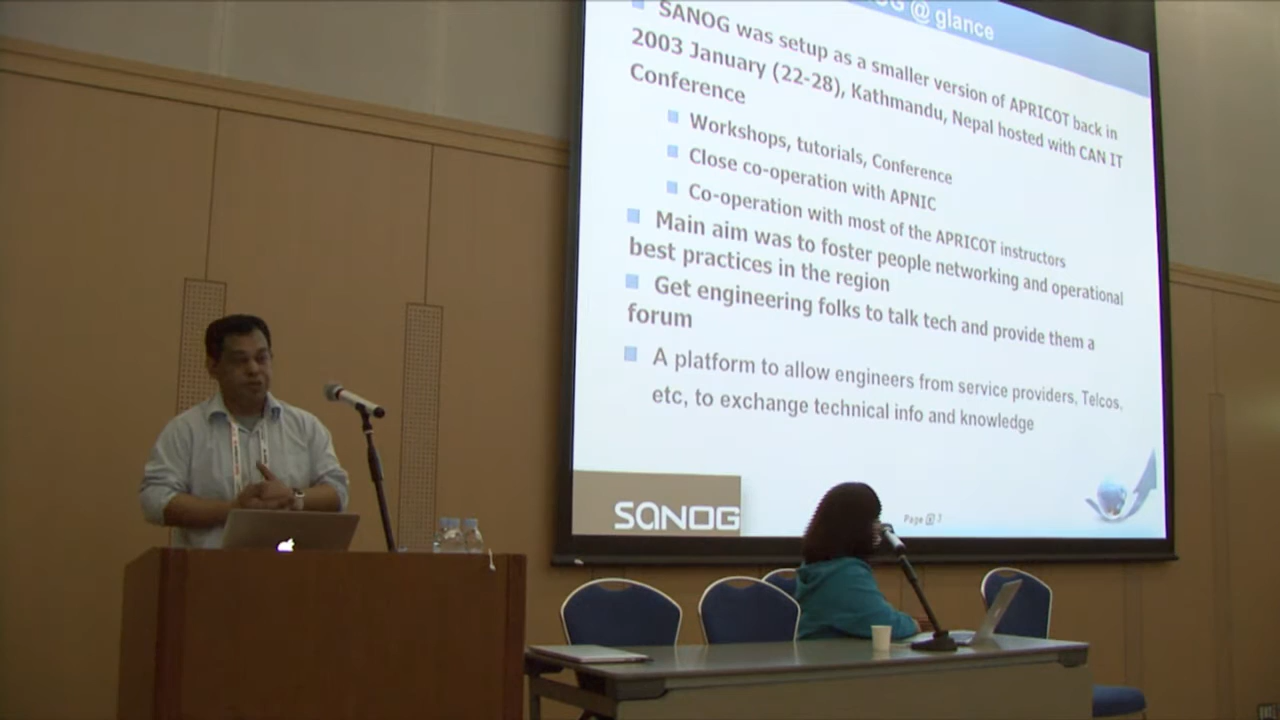 @ glance
SANOG was setup as a smaller version of APRICOT back in
2003 January (22-28), Kathmandu, Nepal hosted with CAN IT
Conference
Workshops, tutorials, Conference
Close co-operation with APNIC
Co-operation with most of the APRICOT instructors
Main aim was to foster people networking and operational
best practices in the region
Get engineering folks to talk tech and provide them a
forum
A platform to allow engineers from service providers, Telcos,
etc, to exchange technical info and knowledge
SANOG
Page 3